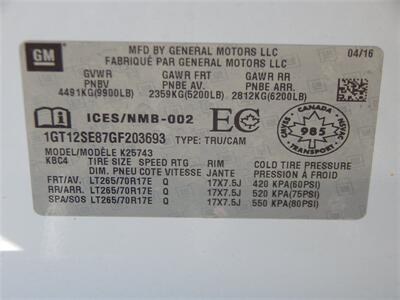 GM
MFD BY GENERAL MOTORS LLC
04/16
FABRIQUÉ PAR GENERAL MOTORS LLC
GVWR GAWR FRT GAWR RR
PNBV PNBE AVT PNBE ARR
4491KG(9900LB) 2359KG(5200LB) 2812KG(6200LB)
ICES/NMB-002
EC
CANADA
985
TRANSPORT
1GT12SE87GF203693 TYPE: TRU/CAM
MODEL/MODÈLE K25743
KBC4 TIRE SIZE SPEED RTG RIM COLD TIRE PRESSURE
DIM. PNEU COTE VITESSE JANTE PRESSION À FROID
FRT/AV. LT265/70R17E Q 17X7.5J 420 KPA(60PSI)
RR/ARR. LT265/70R17E Q 17X7.5J 520 KPA(75PSI)
SPA/SOS LT265/70R17E Q 17X7.5J 550 KPA(80PSI)